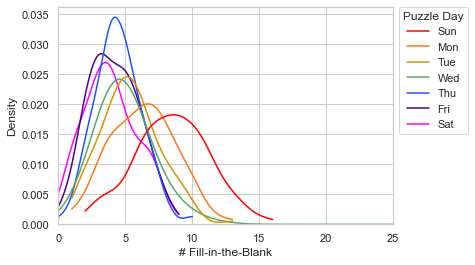 Puzzle Day
Sun
Mon
Tue
Wed
Thu
Fri
Sat
0.035
0.030
0.025
0.020
0.015
0.010
0.005
0.000
Density
0 5 10 15 20 25
# Fill-in-the-Blank